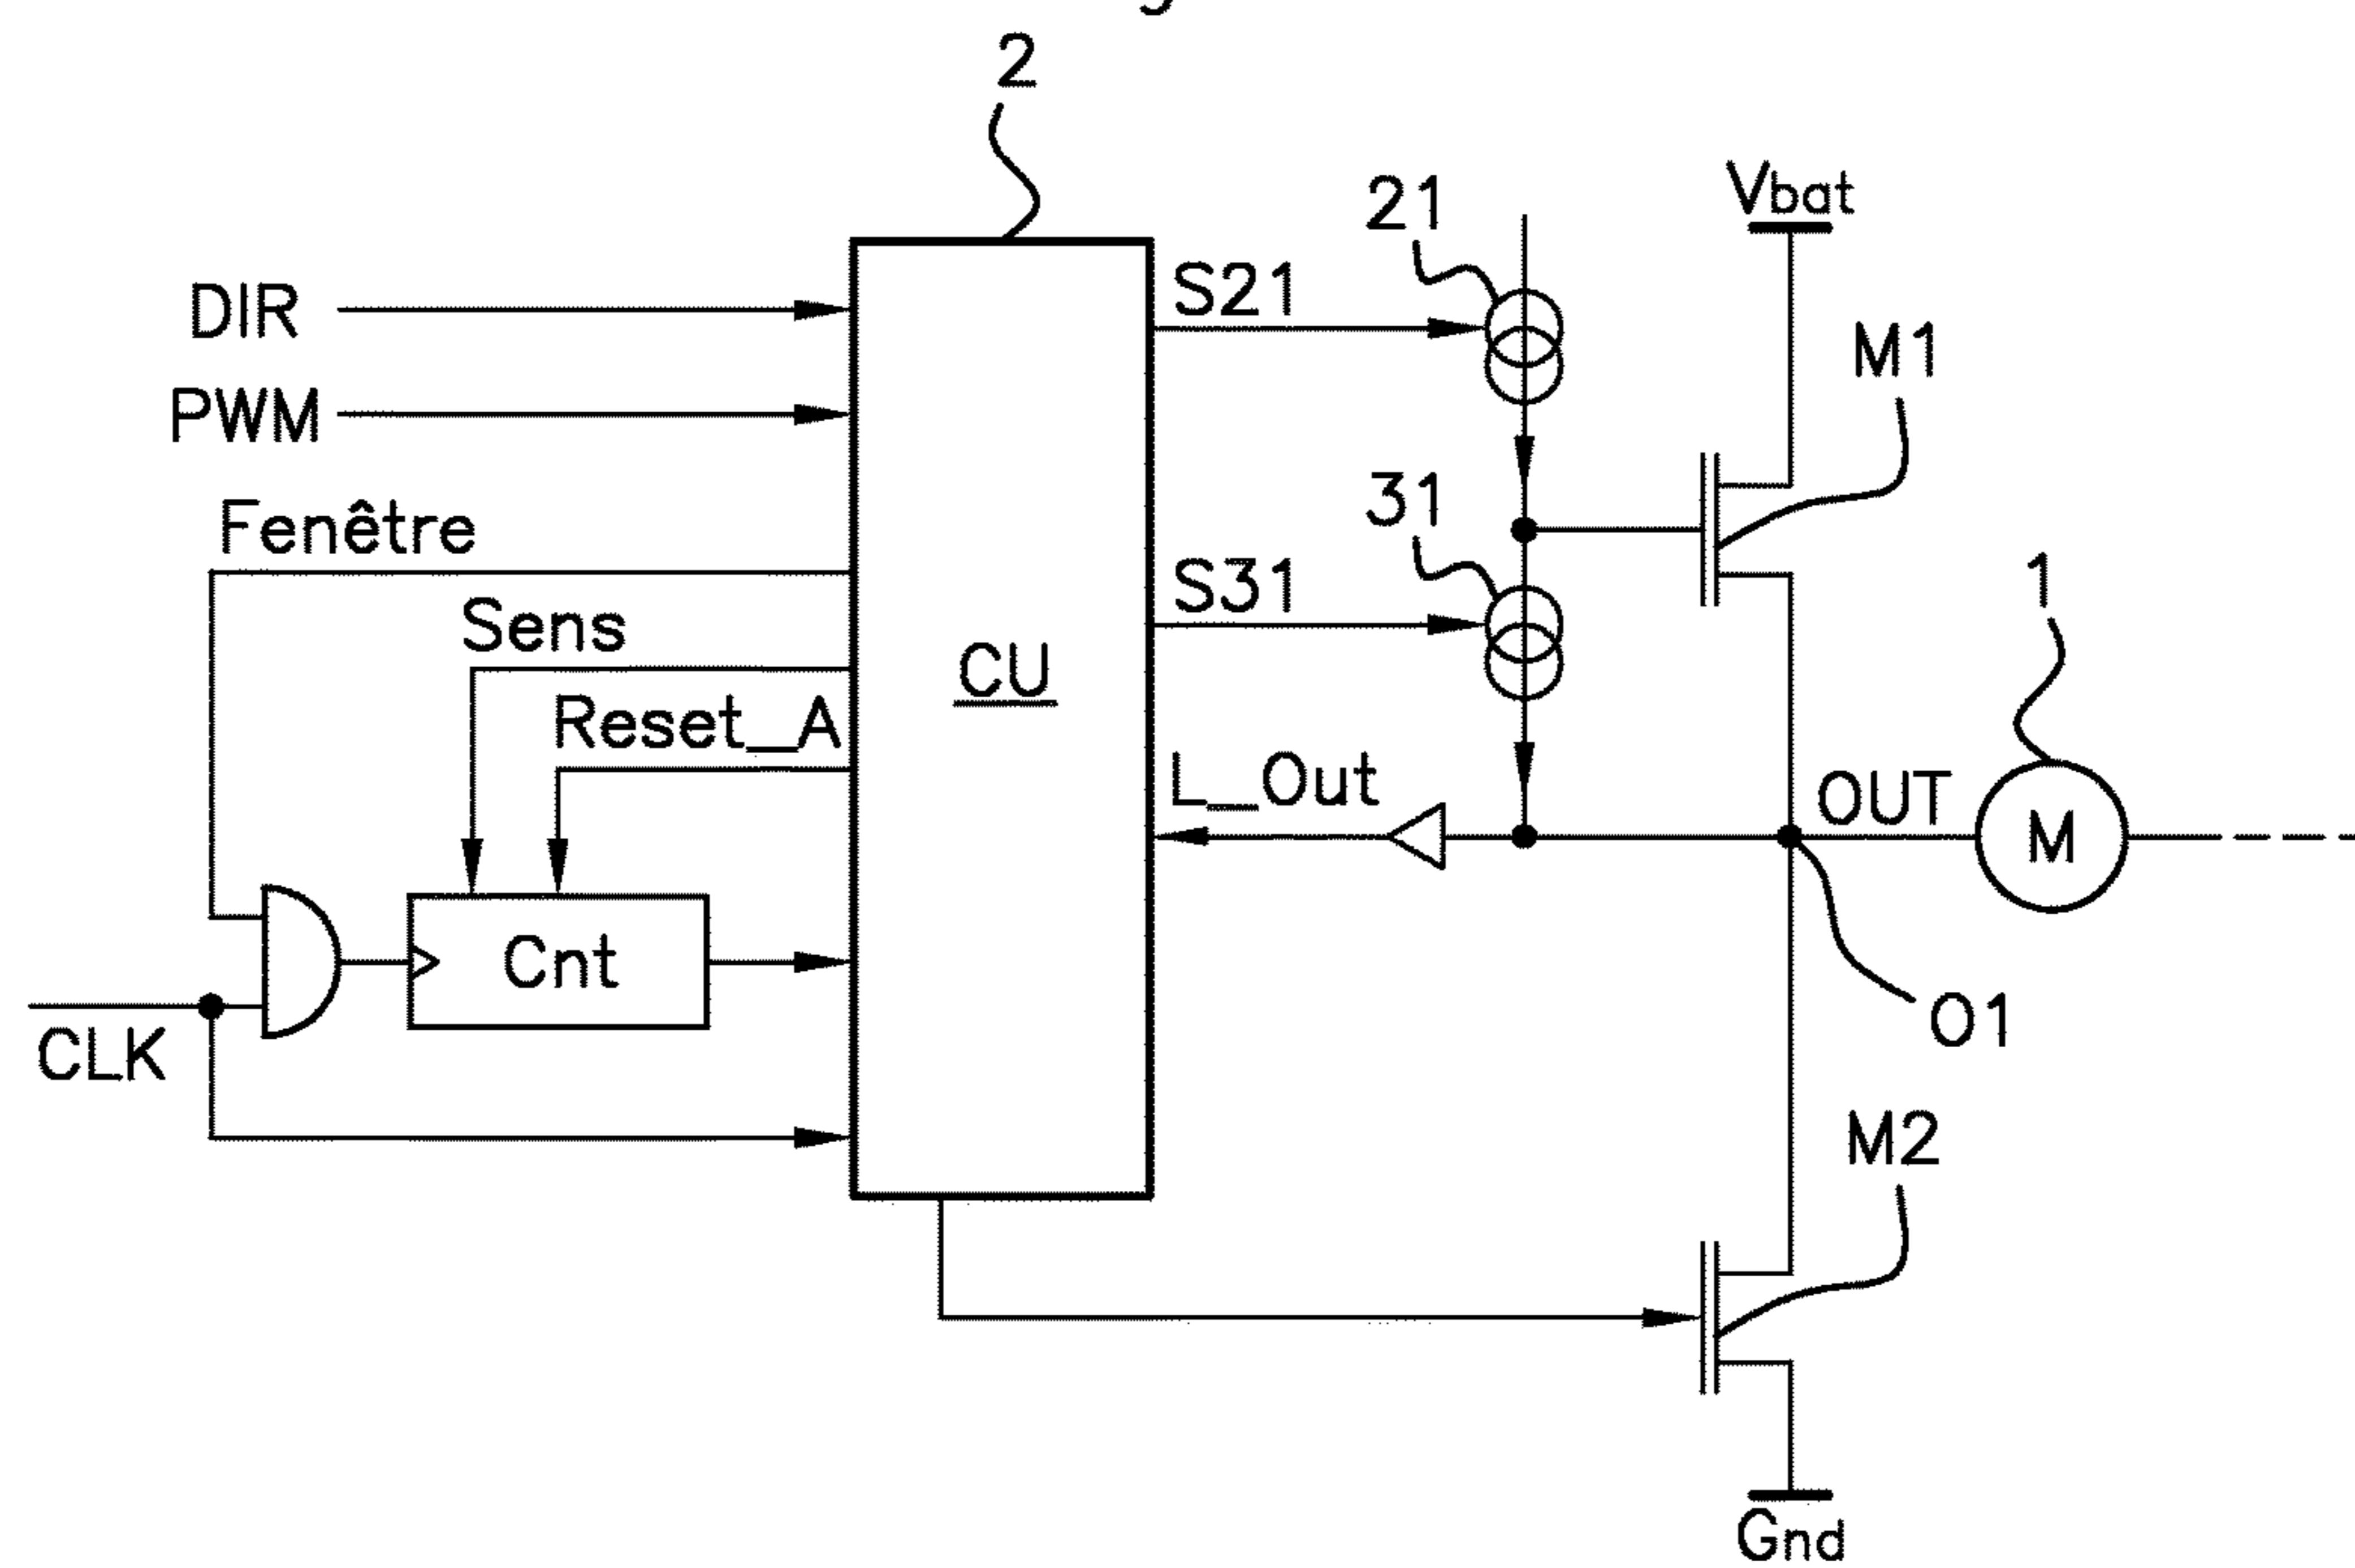 2
Vbat
21
S21
DIR
M1
PWM
31
Fenêtre
S31
1
Sens
CU
Reset_A
L_Out
OUT
M
Cnt
O1
CLK
M2
Gnd